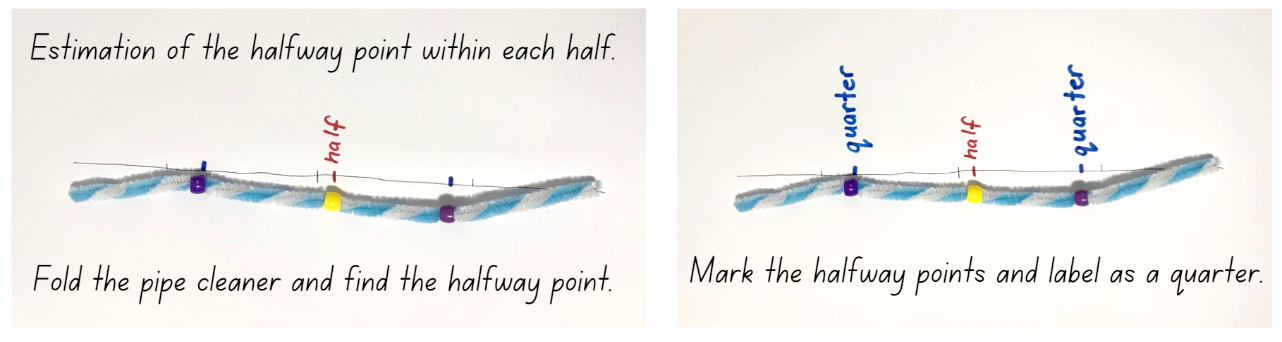 Estimation of the halfway point within each half.
half
Fold the pipe cleaner and find the halfway point.
quarter
half
quarter
Mark the halfway points and label as a quarter.